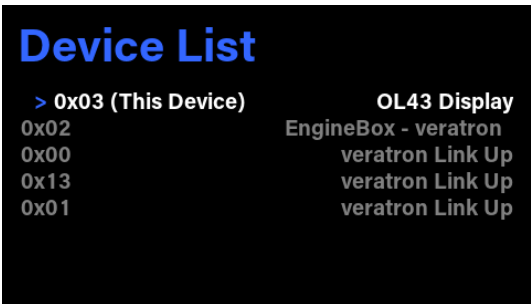 Device List
> 0x03 (This Device) OL43 Display
0x02 EngineBox - veratron
0x00 veratron Link Up
0x13 veratron Link Up
0x01 veratron Link Up